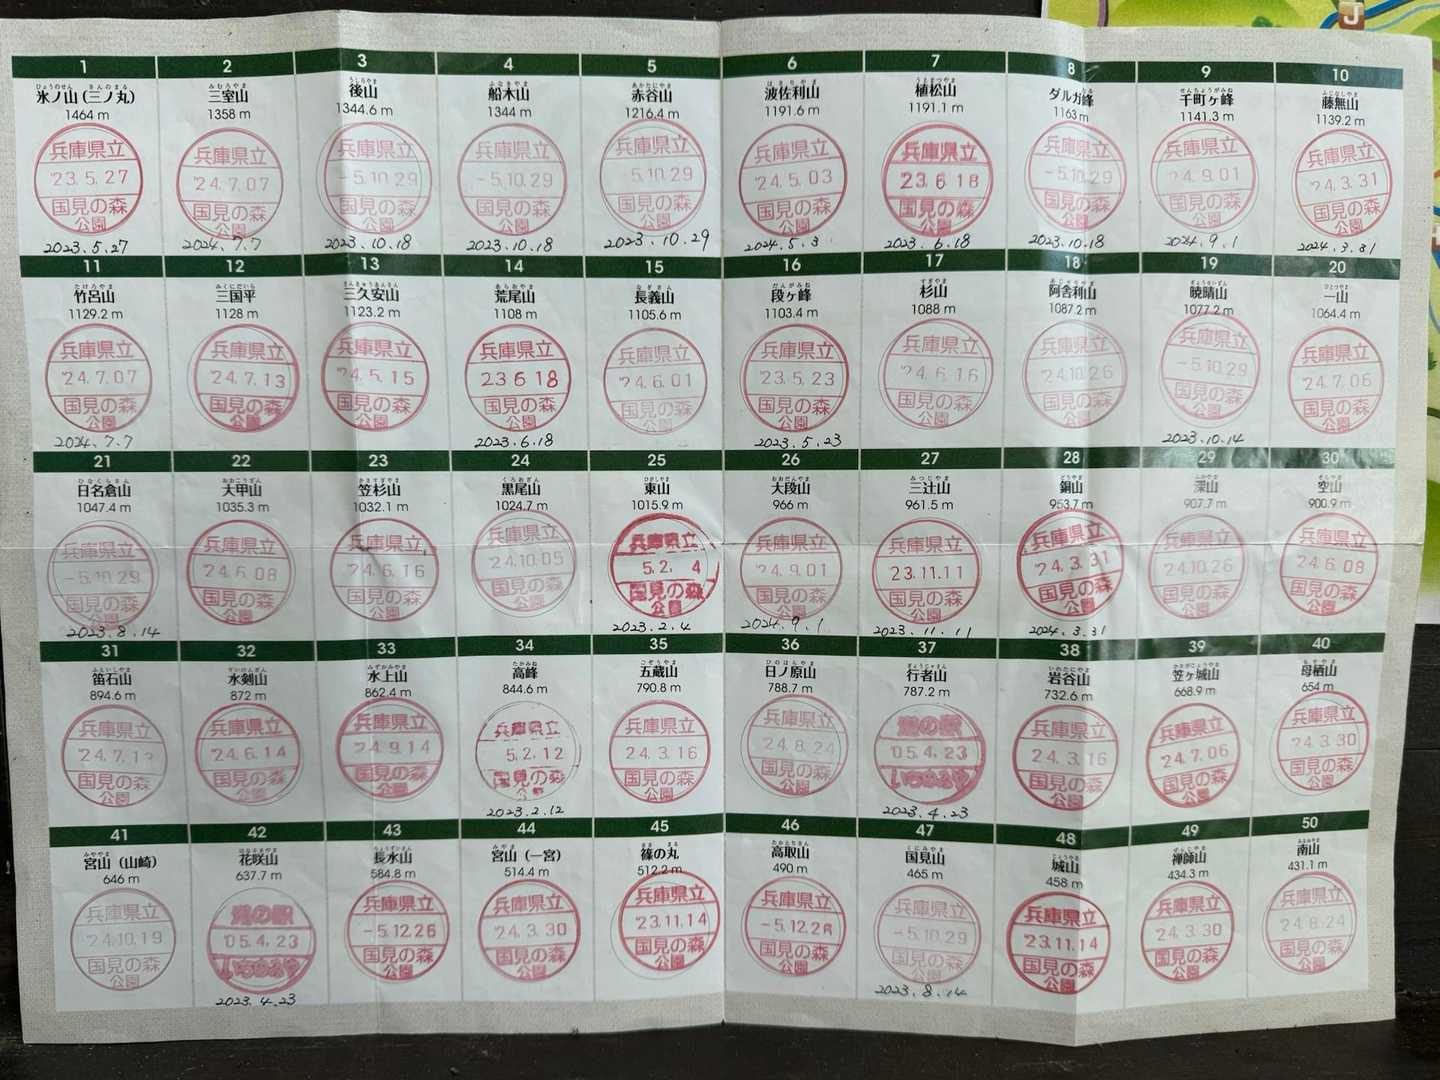 1
氷ノ山（三ノ丸）
1464 m
兵庫県立
'23.5.27
国見の森
公園
2023.5.27
2
三室山
1358 m
兵庫県立
'24.7.07
国見の森
公園
2024.7.7
3
後山
1344.6 m
兵庫県立
-5.10.29
国見の森
公園
2023.10.18
4
船木山
1344 m
兵庫県立
-5.10.29
国見の森
公園
2023.10.18
5
赤谷山
1216.4 m
兵庫県立
5.10.29
国見の森
公園
2023.10.29
6
波佐利山
1191.6 m
兵庫県立
'24.5.03
国見の森
公園
2024.5.3
7
植松山
1191.1 m
兵庫県立
'23.6.18
国見の森
公園
2023.6.18
8
ダルガ峰
1163 m
兵庫県立
-5.10.29
国見の森
公園
2023.10.18
9
千町ヶ峰
1141.3 m
兵庫県立
'24.9.01
国見の森
公園
2024.9.1
10
藤無山
1139.2 m
兵庫県立
'24.3.31
国見の森
公園
2024.3.31
11
竹呂山
1129.2 m
兵庫県立
'24.7.07
国見の森
公園
2024.7.7
12
三国平
1128 m
兵庫県立
'24.7.13
国見の森
公園
13
三久安山
1123.2 m
兵庫県立
'24.5.15
国見の森
公園
14
荒尾山
1108 m
兵庫県立
23 6 18
国見の森
公園
2023.6.18
15
長義山
1105.6 m
兵庫県立
'24.6.01
国見の森
公園
16
段ヶ峰
1103.4 m
兵庫県立
'23.5.23
国見の森
公園
2023.5.23
17
杉山
1088 m
兵庫県立
'24.6.16
国見の森
公園
18
阿舎利山
1087.2 m
兵庫県立
'24.10.26
国見の森
公園
19
暁晴山
1077.2 m
兵庫県立
-5.10.29
国見の森
公園
2023.10.14
20
一山
1064.4 m
兵庫県立
'24.7.06
国見の森
公園
21
日名倉山
1047.4 m
兵庫県立
-5.10.29
国見の森
公園
2023.8.14
22
大甲山
1035.3 m
兵庫県立
'24.6.08
国見の森
公園
23
笠杉山
1032.1 m
兵庫県立
'24.6.16
国見の森
公園
24
黒尾山
1024.7 m
兵庫県立
'24.10.05
国見の森
公園
25
東山
1015.9 m
兵庫県立
5.2.4
国見の森
公園
2023.2.4
26
大段山
966 m
兵庫県立
'24.9.01
国見の森
公園
2024.9.1
27
三辻山
961.5 m
兵庫県立
23.11.11
国見の森
公園
2023.11.11
28
銅山
953.7 m
兵庫県立
'24.3.31
国見の森
公園
2024.3.31
29
深山
907.7 m
兵庫県立
'24.10.26
国見の森
公園
30
空山
900.9 m
兵庫県立
'24.6.08
国見の森
公園
31
笛石山
894.6 m
兵庫県立
'24.7.13
国見の森
公園
32
水剣山
872 m
兵庫県立
'24.6.14
国見の森
公園
33
水上山
862.4 m
兵庫県立
'24.9.14
国見の森
公園
34
高峰
844.6 m
兵庫県立
5.2.12
国見の森
公
2023.2.12
35
五蔵山
790.8 m
兵庫県立
'24.3.16
国見の森
公園
36
日ノ原山
788.7 m
兵庫県立
'24.8.24
国見の森
公園
37
行者山
787.2 m
'05.4.23
2023.4.23
38
岩谷山
732.6 m
兵庫県立
'24.3.16
国見の森
公園
39
笠ヶ城山
668.9 m
兵庫県立
'24.7.06
国見の森
公園
40
母栖山
654 m
兵庫県立
'24.3.30
国見の森
公園
41
宮山（山崎）
646 m
兵庫県立
'24.10.19
国見の森
公園
42
花咲山
637.7 m
'05.4.23
2023.4.23
43
長水山
584.8 m
兵庫県立
-5.12.26
国見の森
公園
44
宮山（一宮）
514.4 m
兵庫県立
'24.3.30
国見の森
公園
45
篠の丸
512.2 m
兵庫県立
'23.11.14
国見の森
公園
46
高取山
490 m
兵庫県立
-5.12.26
国見の森
公園
47
国見山
465 m
兵庫県立
-5.10.29
国見の森
公園
2023.8.14
48
城山
458 m
兵庫県立
'23.11.14
国見の森
公園
49
禅師山
434.3 m
兵庫県立
'24.3.30
国見の森
公園
50
南山
431.1 m
兵庫県立
'24.8.24
国見の森
公園
J